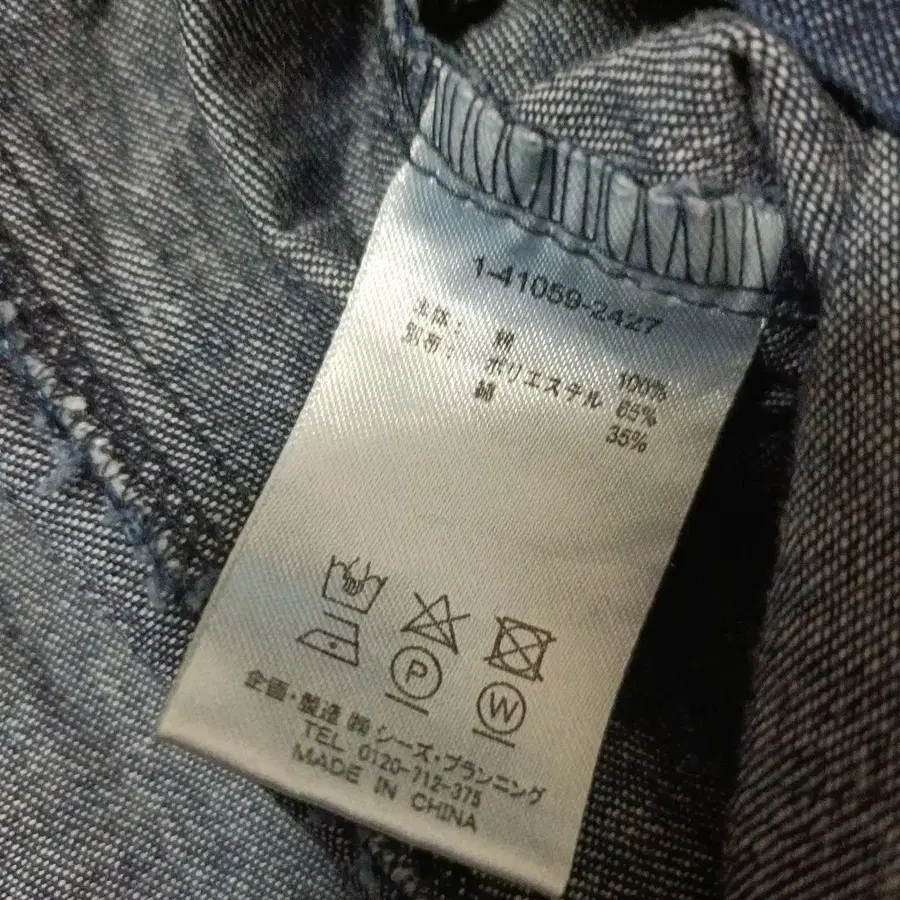 1-41059-2427
本体： 綿 100%
別布： ポリエステル 65%
綿 35%
P
W
企画・製造 ㈱ シーズ・プランニング
TEL 0120-712-375
MADE IN CHINA